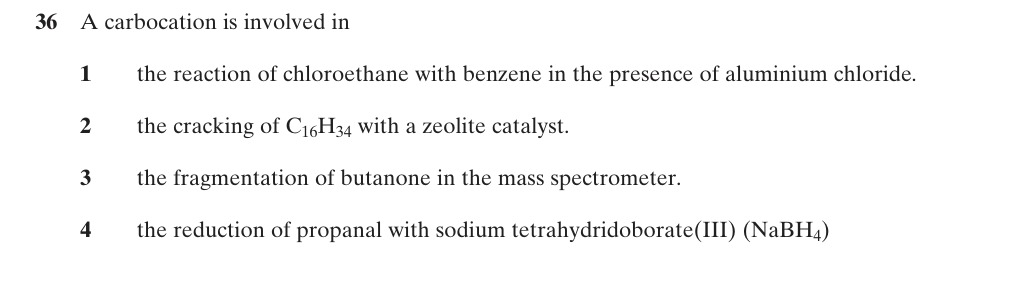 36 A carbocation is involved in
1 the reaction of chloroethane with benzene in the presence of aluminium chloride.
2 the cracking of C₁₆H₃₄ with a zeolite catalyst.
3 the fragmentation of butanone in the mass spectrometer.
4 the reduction of propanal with sodium tetrahydridoborate(III) (NaBH₄)